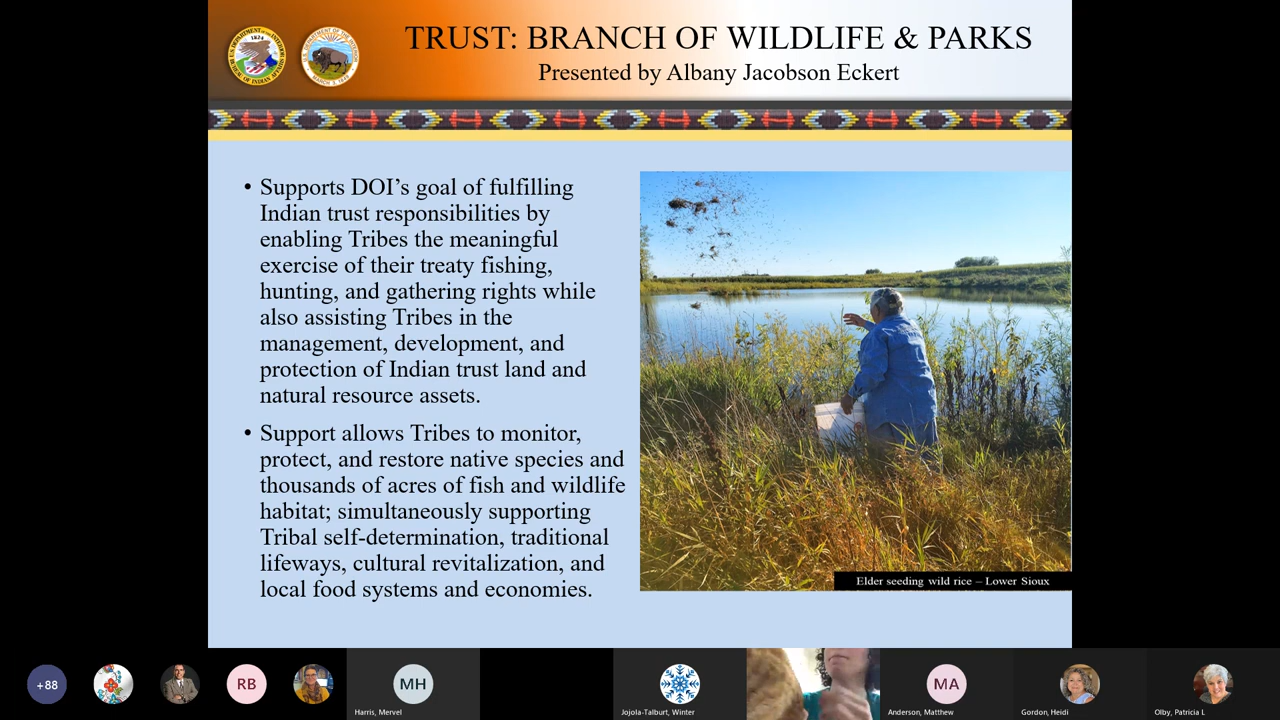 TRUST: BRANCH OF WILDLIFE & PARKS
Presented by Albany Jacobson Eckert
• Supports DOI’s goal of fulfilling
Indian trust responsibilities by
enabling Tribes the meaningful
exercise of their treaty fishing,
hunting, and gathering rights while
also assisting Tribes in the
management, development, and
protection of Indian trust land and
natural resource assets.
• Support allows Tribes to monitor,
protect, and restore native species and
thousands of acres of fish and wildlife
habitat; simultaneously supporting
Tribal self-determination, traditional
lifeways, cultural revitalization, and
local food systems and economies.
Elder seeding wild rice – Lower Sioux
+88
RB
MH
MA
Harris, Mervel
Jojola-Talburt, Winter
Anderson, Matthew
Gordon, Heidi
Olby, Patricia L